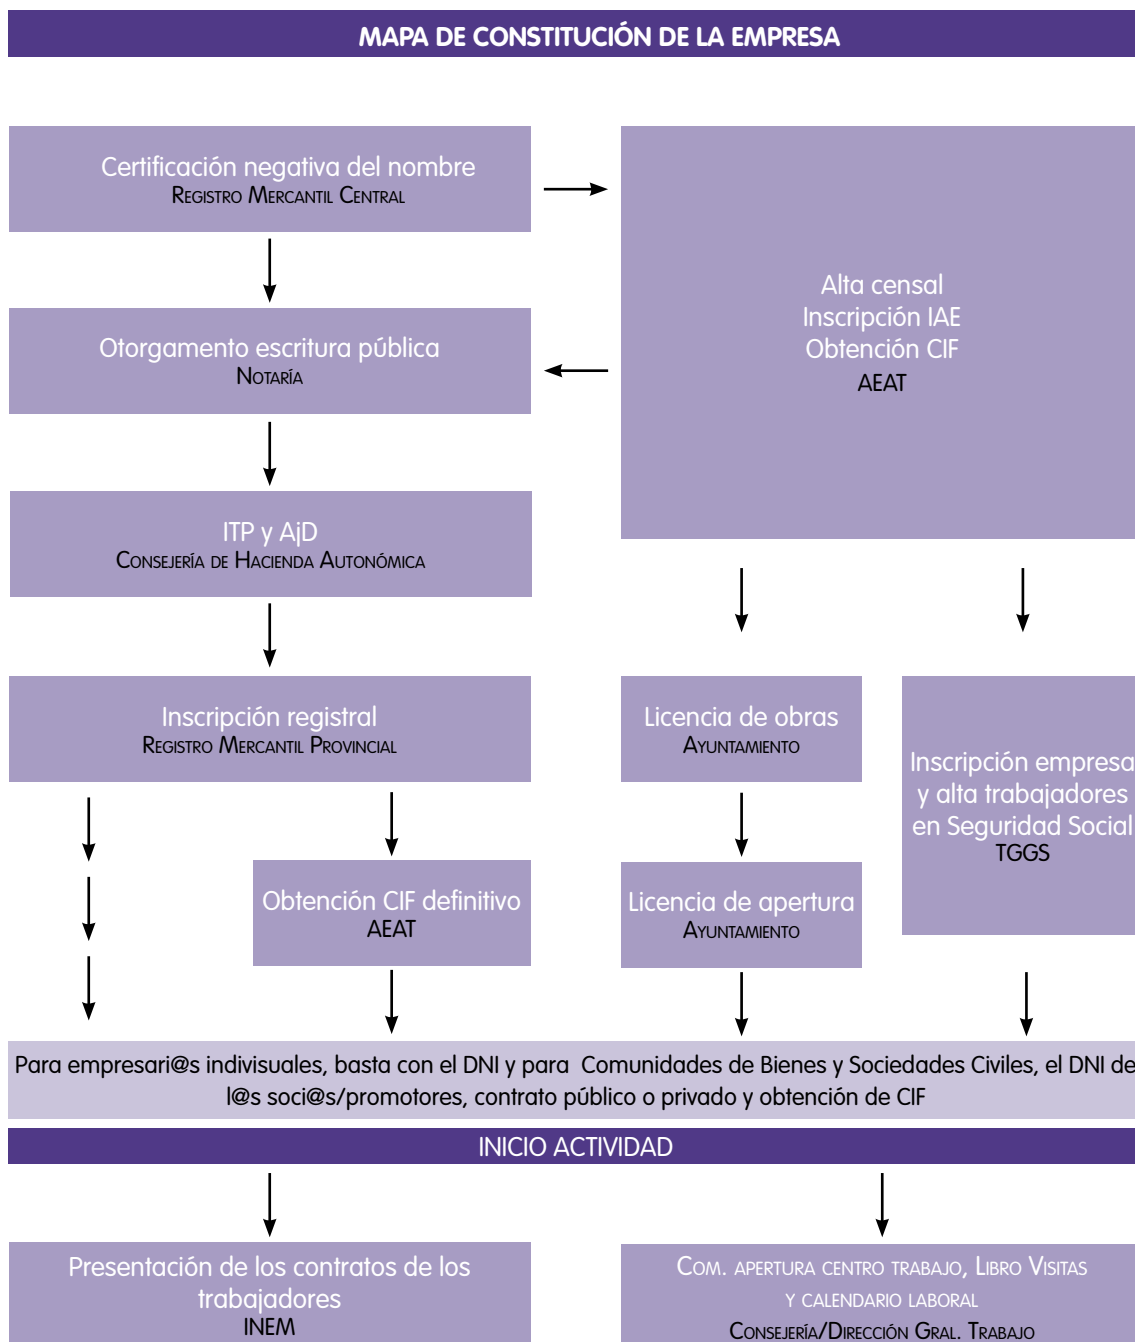 MAPA DE CONSTITUCIÓN DE LA EMPRESA
Certificación negativa del nombre
Registro Mercantil Central
Alta censal
Inscripción IAE
Obtención CIF
AEAT
Otorgamento escritura pública
Notaría
ITP y AjD
Consejería de Hacienda Autonómica
Inscripción registral
Registro Mercantil Provincial
Licencia de obras
Ayuntamiento
Inscripción empresa
y alta trabajadores
en Seguridad Social
TGGS
Obtención CIF definitivo
AEAT
Licencia de apertura
Ayuntamiento
Para empresari@s indivisuales, basta con el DNI y para Comunidades de Bienes y Sociedades Civiles, el DNI de
l@s soci@s/promotores, contrato público o privado y obtención de CIF
INICIO ACTIVIDAD
Presentación de los contratos de los
trabajadores
INEM
Com. apertura centro trabajo, Libro Visitas
y calendario laboral
Consejería/Dirección Gral. Trabajo